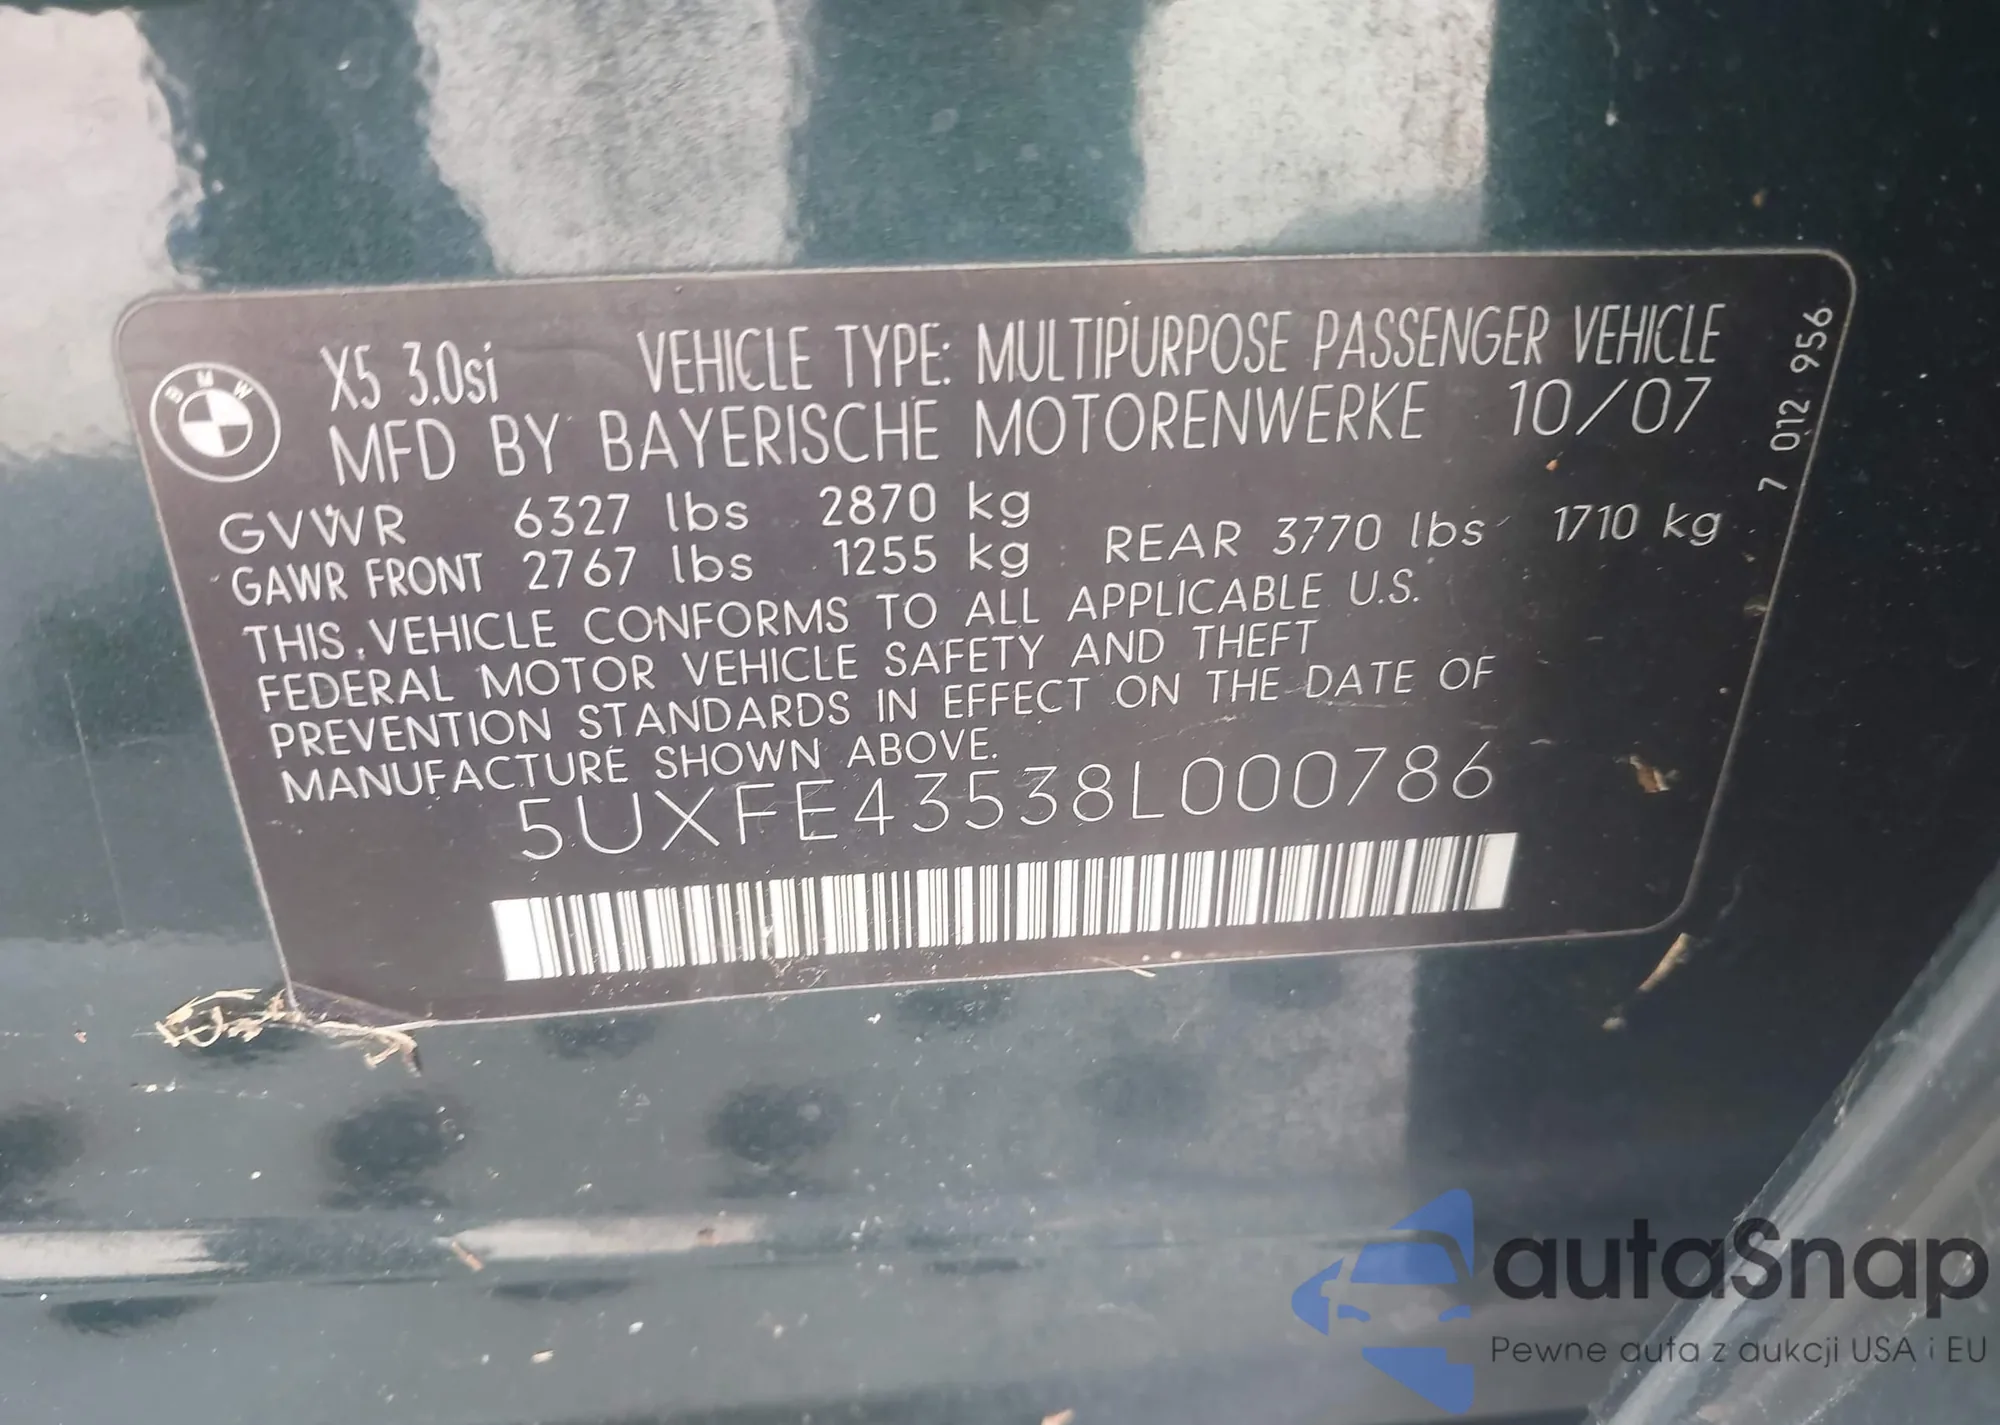 BMW
X5 3.0si VEHICLE TYPE: MULTIPURPOSE PASSENGER VEHICLE
MFD BY BAYERISCHE MOTORENWERKE 10/07
GVWR 6327 lbs 2870 kg
GAWR FRONT 2767 lbs 1255 kg REAR 3770 lbs 1710 kg
THIS VEHICLE CONFORMS TO ALL APPLICABLE U.S.
FEDERAL MOTOR VEHICLE SAFETY AND THEFT
PREVENTION STANDARDS IN EFFECT ON THE DATE OF
MANUFACTURE SHOWN ABOVE.
5UXFE43538L000786
7 012 956
autaSnap
Pewne auta z aukcji USA i EU